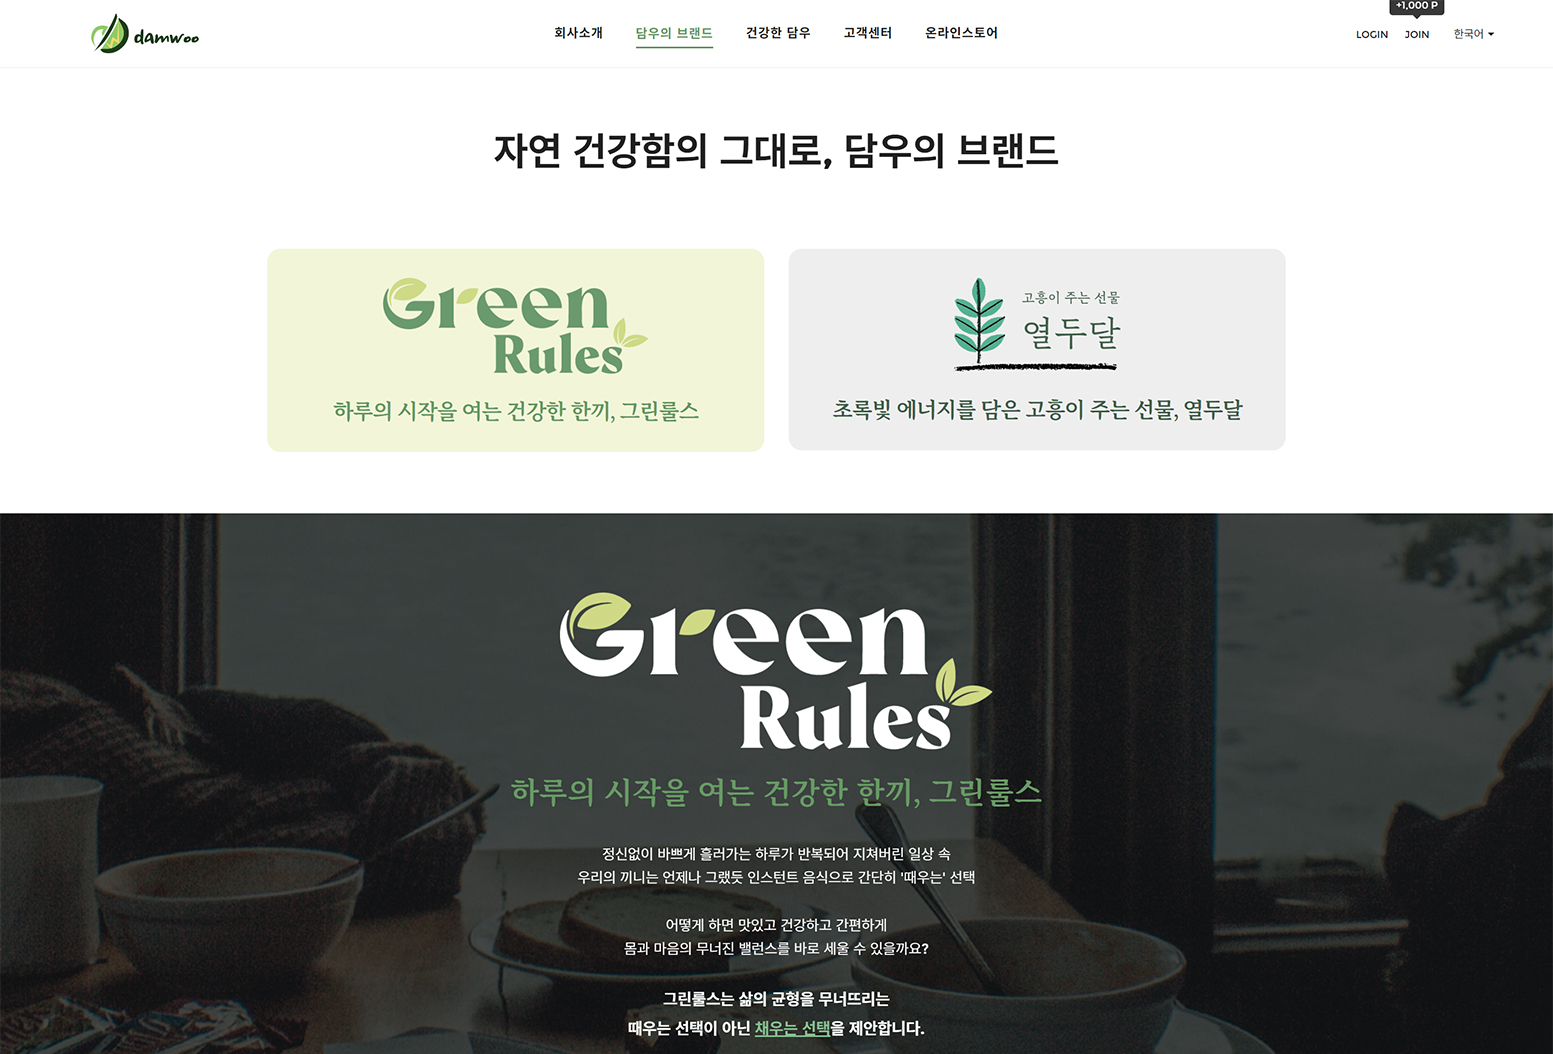 +1,000 P
damwoo
회사소개 담우의 브랜드 건강한 담우 고객센터 온라인스토어
LOGIN JOIN 한국어
자연 건강함의 그대로, 담우의 브랜드
Green
Rules
하루의 시작을 여는 건강한 한끼, 그린룰스
고흥이 주는 선물
열두달
초록빛 에너지를 담은 고흥이 주는 선물, 열두달
Green
Rules
하루의 시작을 여는 건강한 한끼, 그린룰스
정신없이 바쁘게 흘러가는 하루가 반복되어 지쳐버린 일상 속
우리의 끼니는 언제나 그랬듯 인스턴트 음식으로 간단히 '때우는' 선택
어떻게 하면 맛있고 건강하고 간편하게
몸과 마음의 무너진 밸런스를 바로 세울 수 있을까요?
그린룰스는 삶의 균형을 무너뜨리는
때우는 선택이 아닌 채우는 선택을 제안합니다.